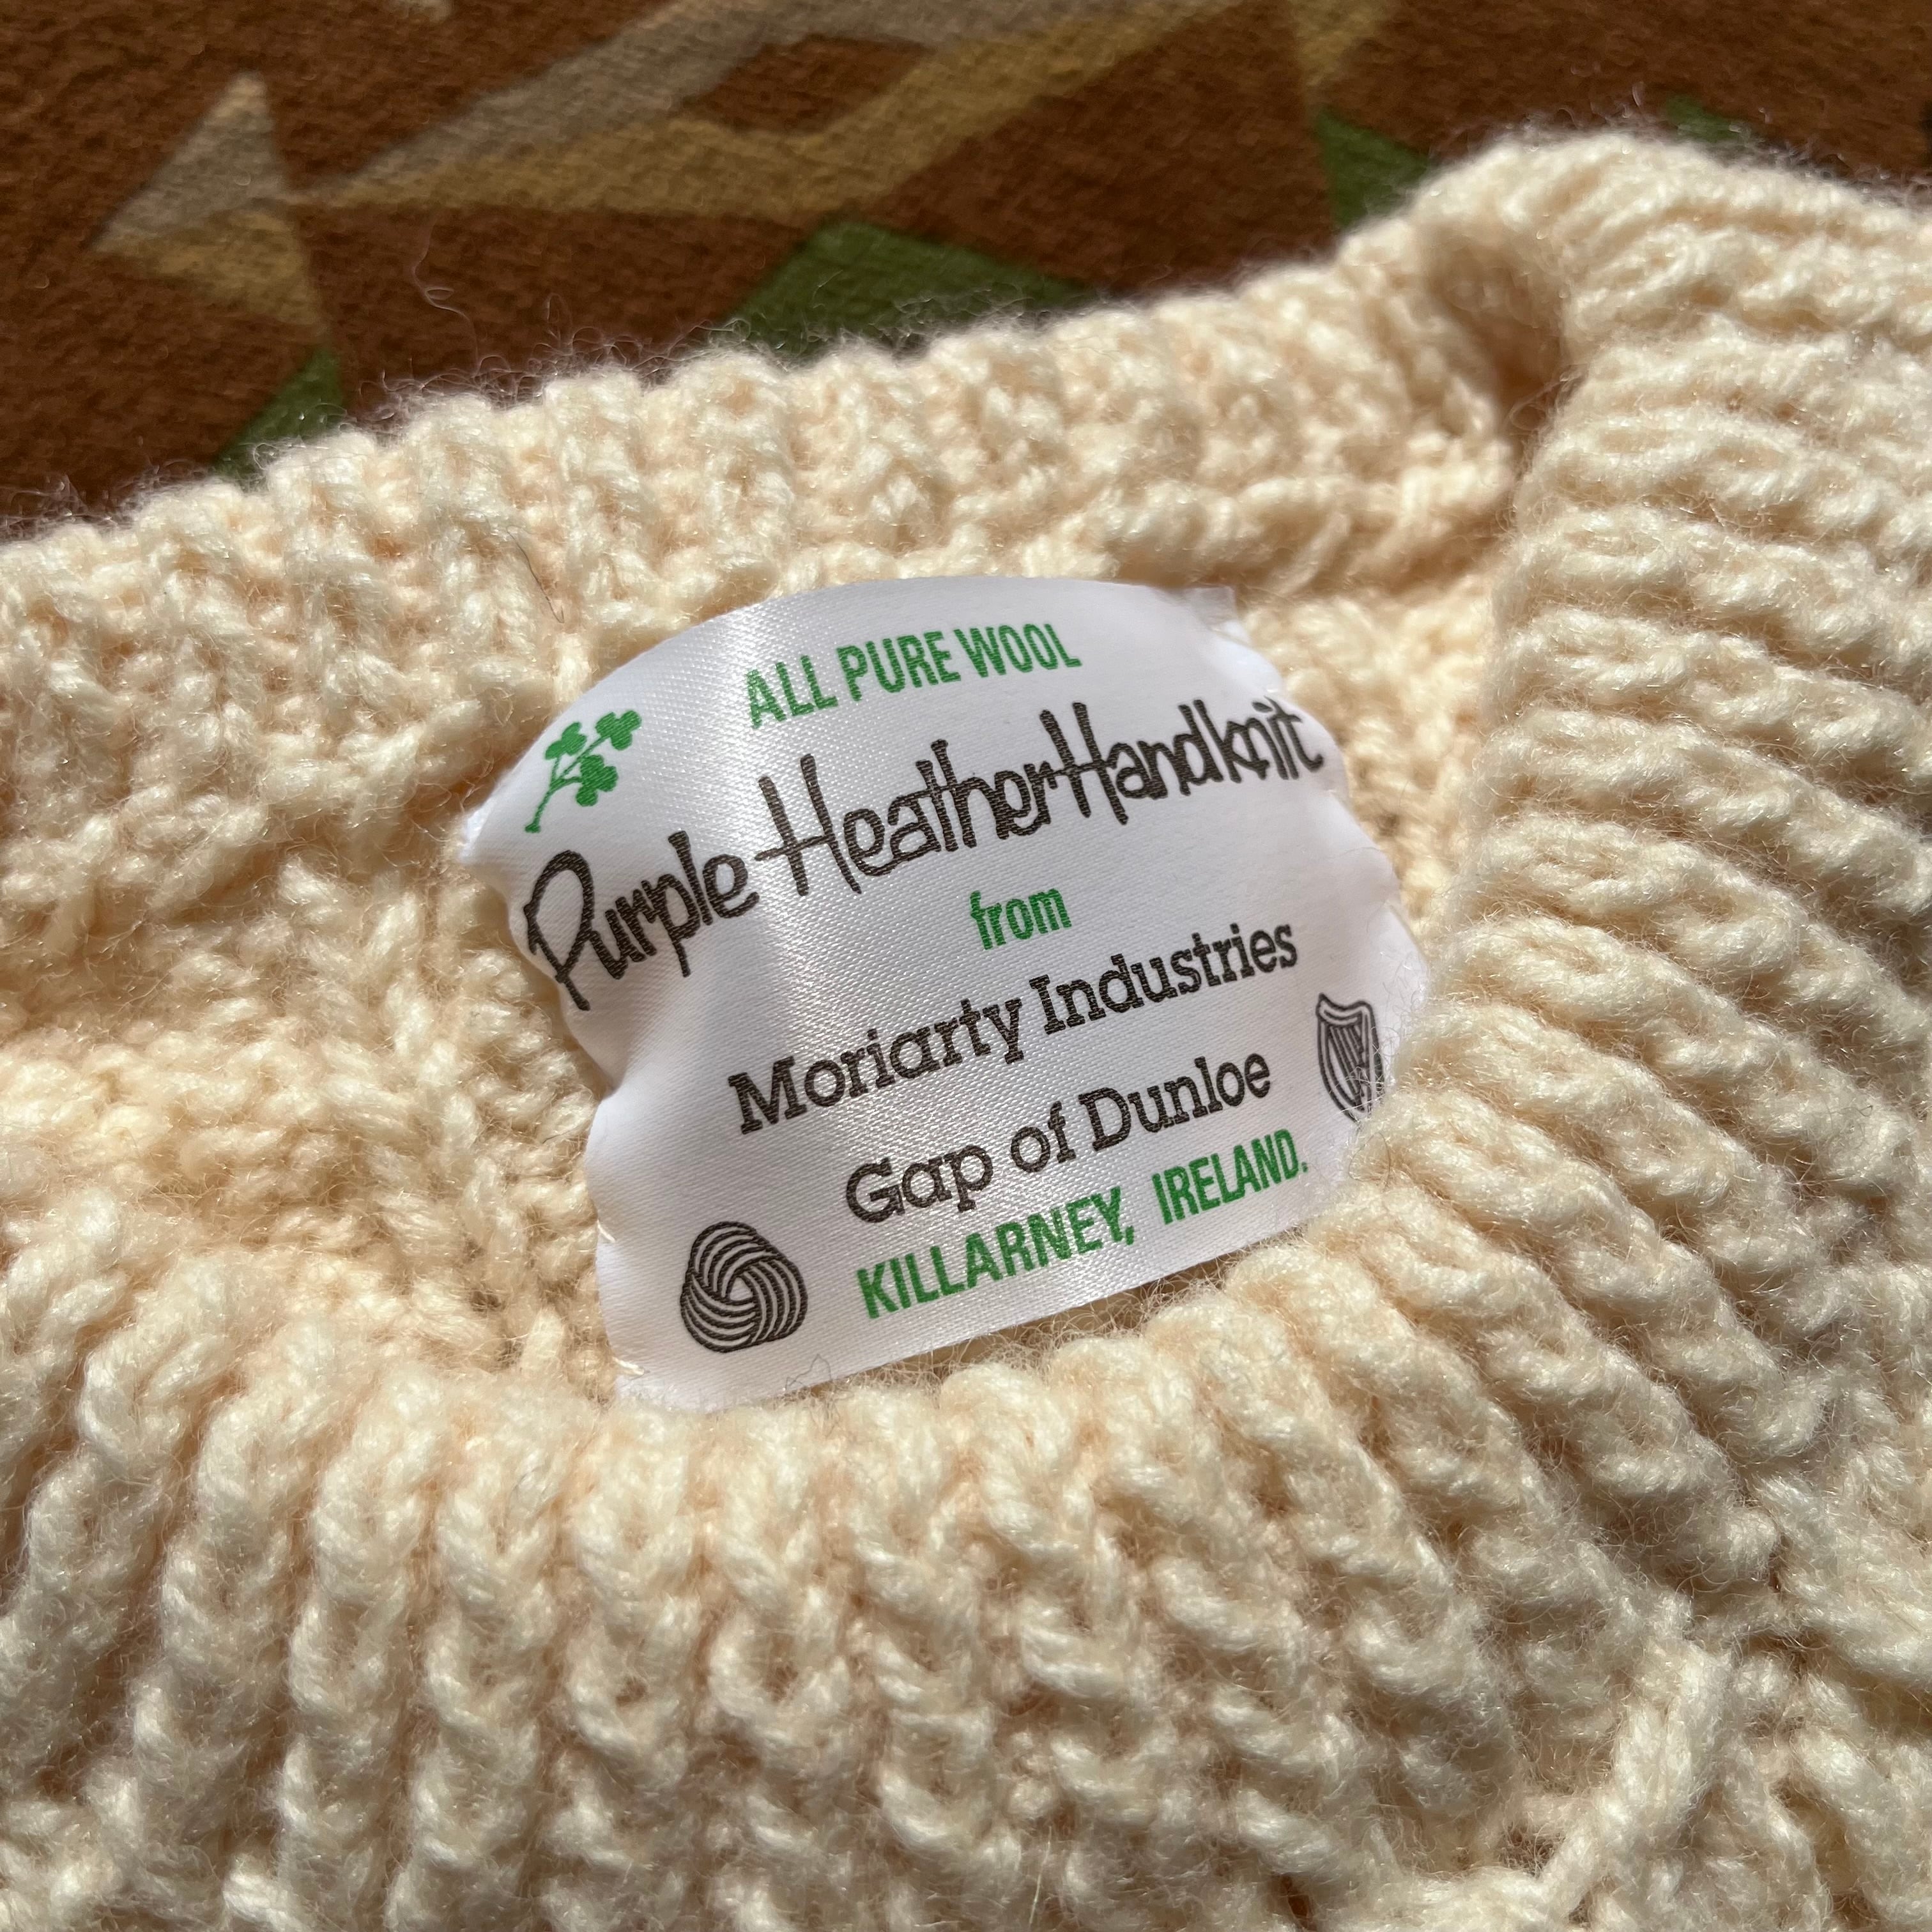 ALL PURE WOOL
Purple Heather Handknit
from
Moriarty Industries
Gap of Dunloe
KILLARNEY, IRELAND.